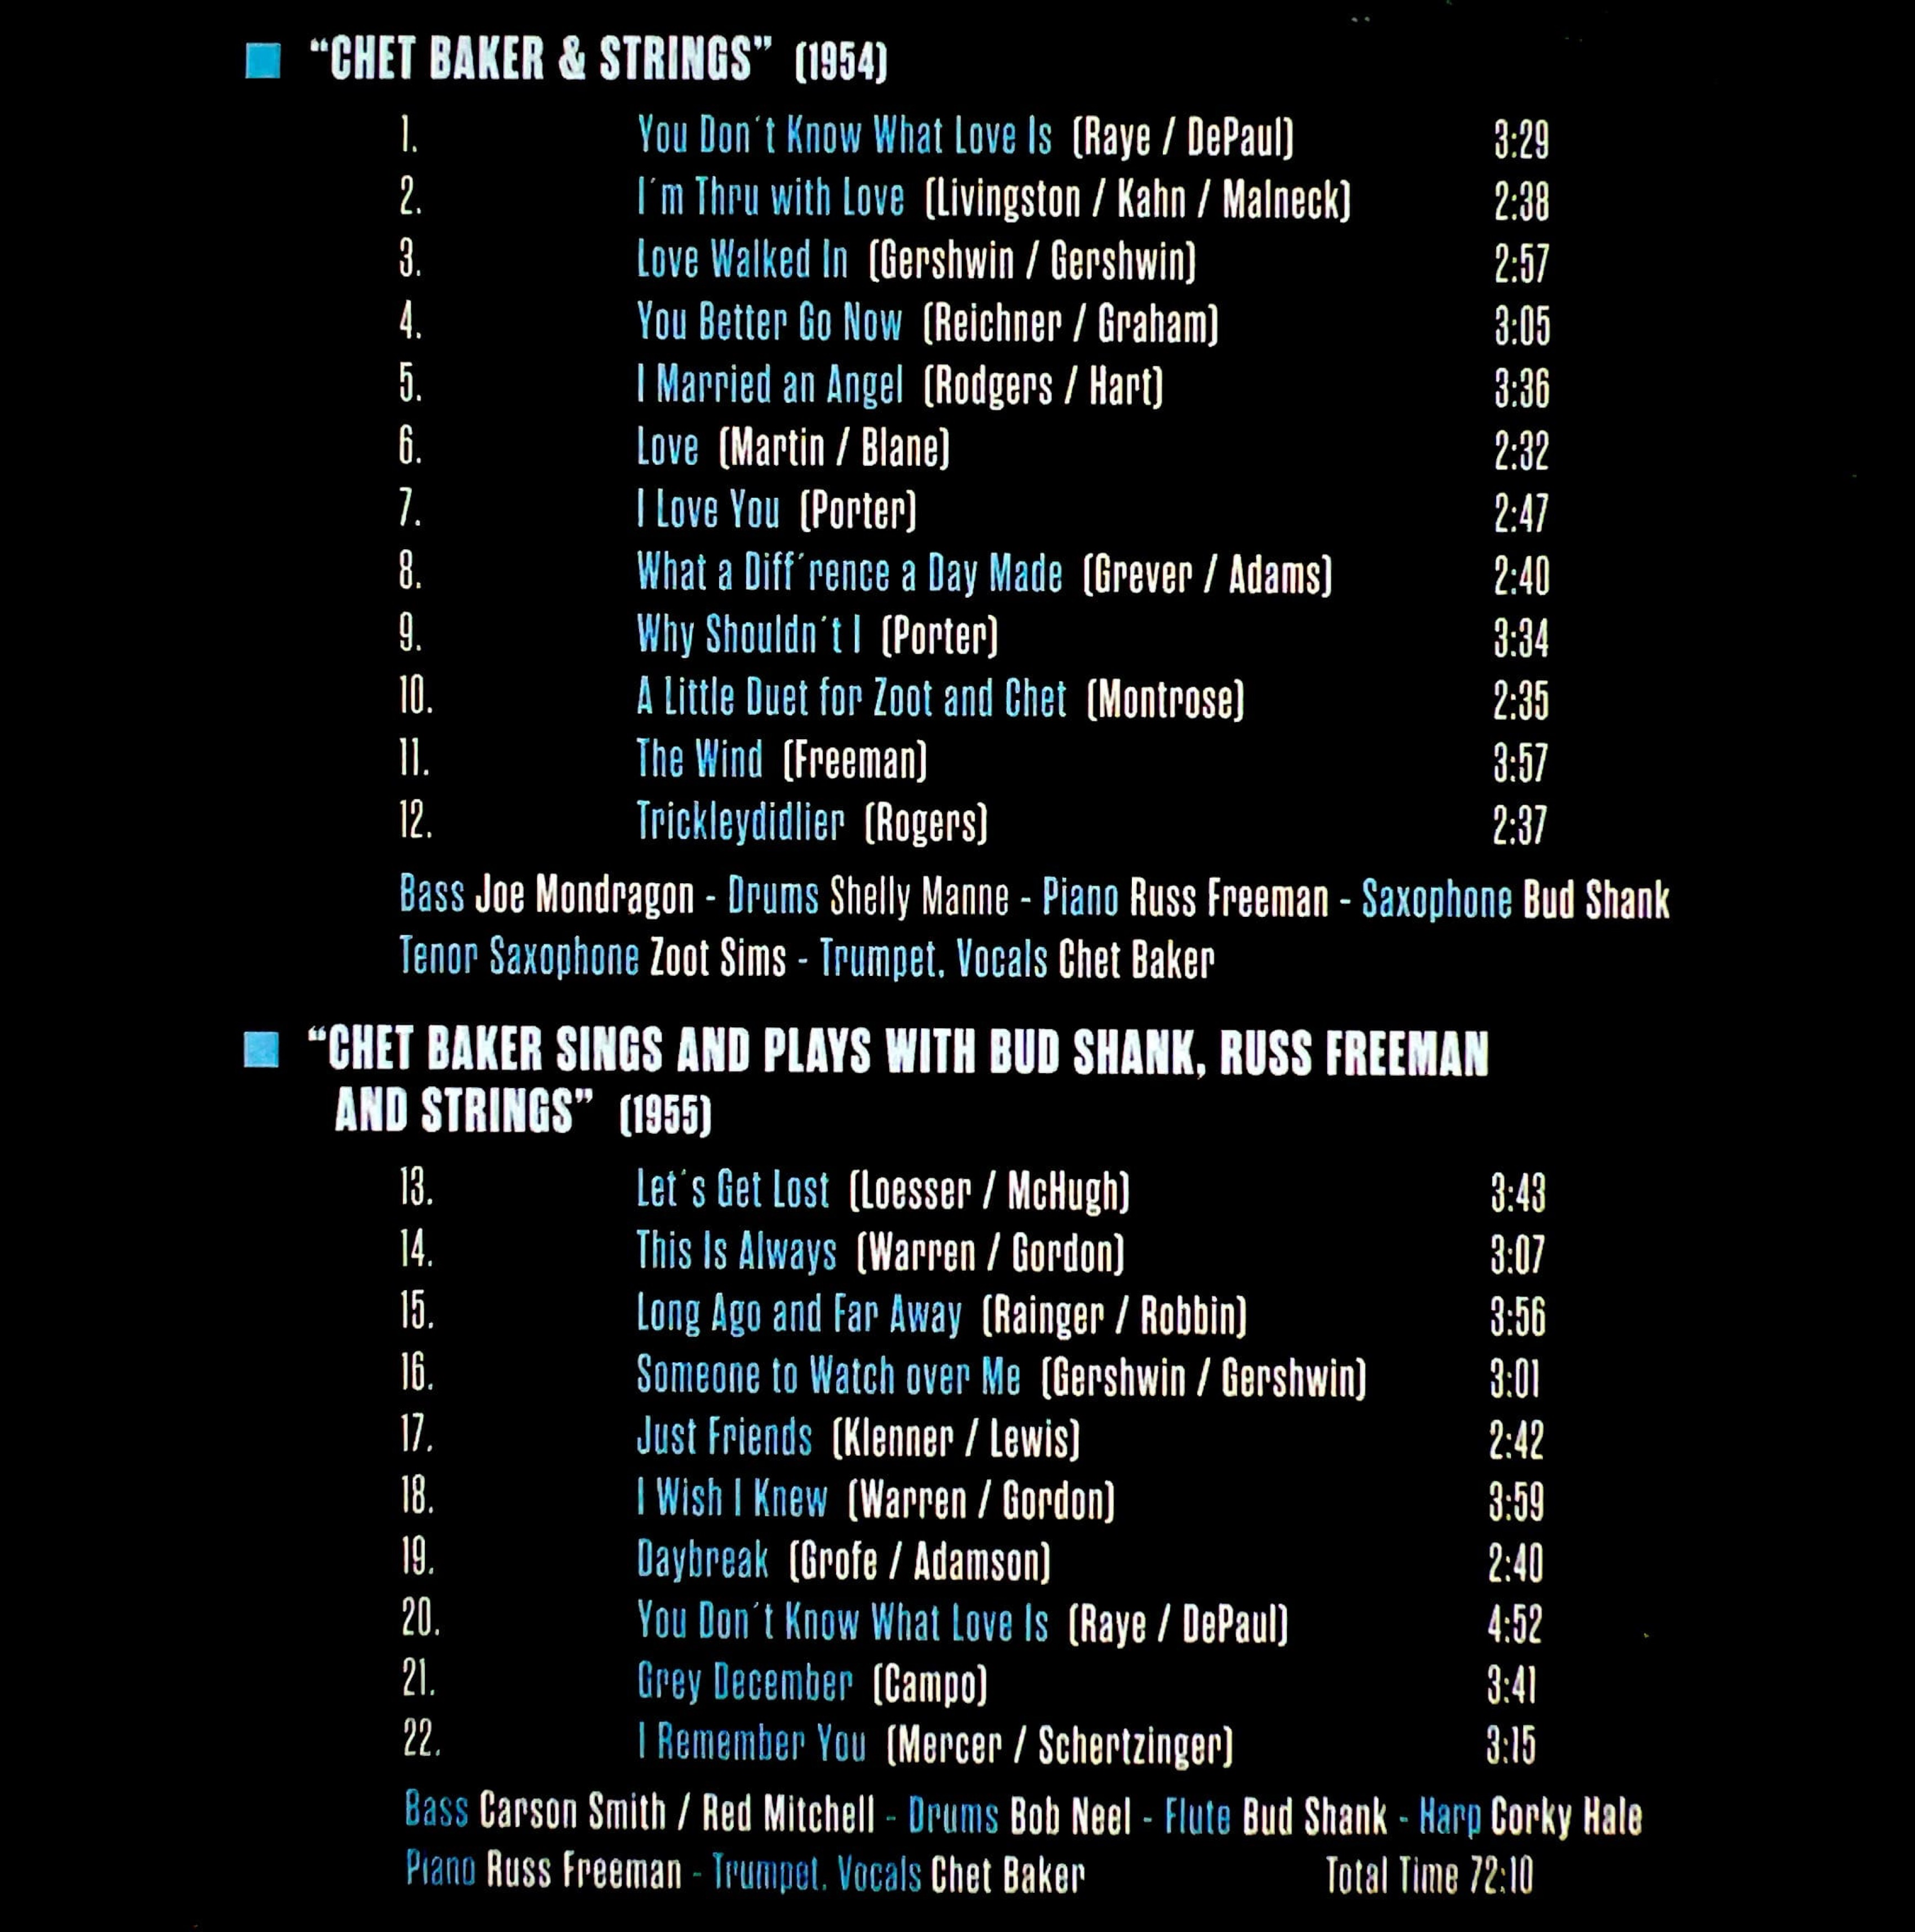 "CHET BAKER & STRINGS" (1954)
1. You Don´t Know What Love Is (Raye / DePaul) 3:29
2. I´m Thru with Love (Livingston / Kahn / Malneck) 2:38
3. Love Walked In (Gershwin / Gershwin) 2:57
4. You Better Go Now (Reichner / Graham) 3:05
5. I Married an Angel (Rodgers / Hart) 3:36
6. Love (Martin / Blane) 2:32
7. I Love You (Porter) 2:47
8. What a Diff´rence a Day Made (Grever / Adams) 2:40
9. Why Shouldn´t I (Porter) 3:34
10. A Little Duet for Zoot and Chet (Montrose) 2:35
11. The Wind (Freeman) 3:57
12. Trickleydidlier (Rogers) 2:37
Bass Joe Mondragon - Drums Shelly Manne - Piano Russ Freeman - Saxophone Bud Shank
Tenor Saxophone Zoot Sims - Trumpet, Vocals Chet Baker
"CHET BAKER SINGS AND PLAYS WITH BUD SHANK, RUSS FREEMAN
AND STRINGS" (1955)
13. Let´s Get Lost (Loesser / McHugh) 3:43
14. This Is Always (Warren / Gordon) 3:07
15. Long Ago and Far Away (Rainger / Robbin) 3:56
16. Someone to Watch over Me (Gershwin / Gershwin) 3:01
17. Just Friends (Klenner / Lewis) 2:42
18. I Wish I Knew (Warren / Gordon) 3:59
19. Daybreak (Grofe / Adamson) 2:40
20. You Don´t Know What Love Is (Raye / DePaul) 4:52
21. Grey December (Campo) 3:41
22. I Remember You (Mercer / Schertzinger) 3:15
Bass Carson Smith / Red Mitchell - Drums Bob Neel - Flute Bud Shank - Harp Corky Hale
Piano Russ Freeman - Trumpet, Vocals Chet Baker Total Time 72:10